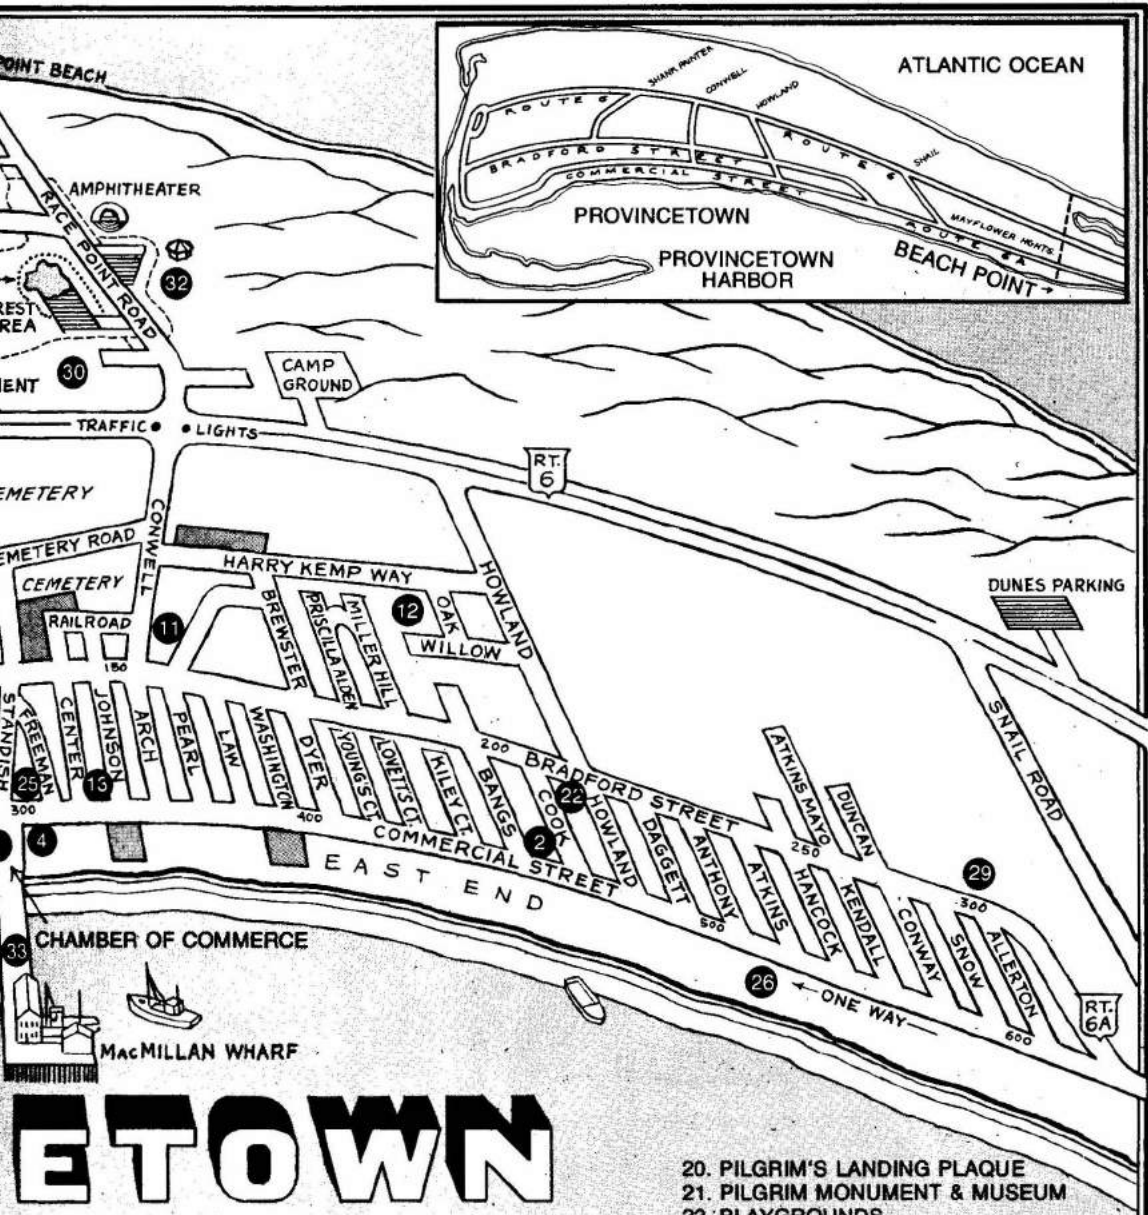 POINT BEACH
ATLANTIC OCEAN
SHANK PAINTER
CONWELL
HOWLAND
ROUTE 6
ROUTE 6
SNAIL
BRADFORD STREET
COMMERCIAL STREET
MAYFLOWER HGHTS.
ROUTE 6A
PROVINCETOWN
PROVINCETOWN
HARBOR
BEACH POINT
AMPHITHEATER
RACE POINT ROAD
32
REST
AREA
30
CAMP
GROUND
TRAFFIC
LIGHTS
RT.
6
EMETERY
CONWELL
EMETERY ROAD
CEMETERY
RAILROAD
HARRY KEMP WAY
HOWLAND
DUNES PARKING
11
BREWSTER
PRISCILLA ALDEN
MILLER HILL
12
OAK
WILLOW
150
SNAIL ROAD
STANDISH
FREEMAN
CENTER
JOHNSON
ARCH
PEARL
LAW
WASHINGTON
DYER
YOUNG'S CT.
LOVETT'S CT.
KILEY CT.
BANGS
200
BRADFORD STREET
COOK
22
HOWLAND
DAGGETT
ANTHONY
ATKINS
HANCOCK
KENDALL
CONWAY
SNOW
ALLERTON
ATKINS MAYO
DUNCAN
250
29
300
25
13
300
4
400
COMMERCIAL STREET
2
500
EAST END
26
ONE WAY
600
RT.
6A
CHAMBER OF COMMERCE
33
MACMILLAN WHARF
ETOWN
20. PILGRIM'S LANDING PLAQUE
21. PILGRIM MONUMENT & MUSEUM
22. PLAYGROUNDS